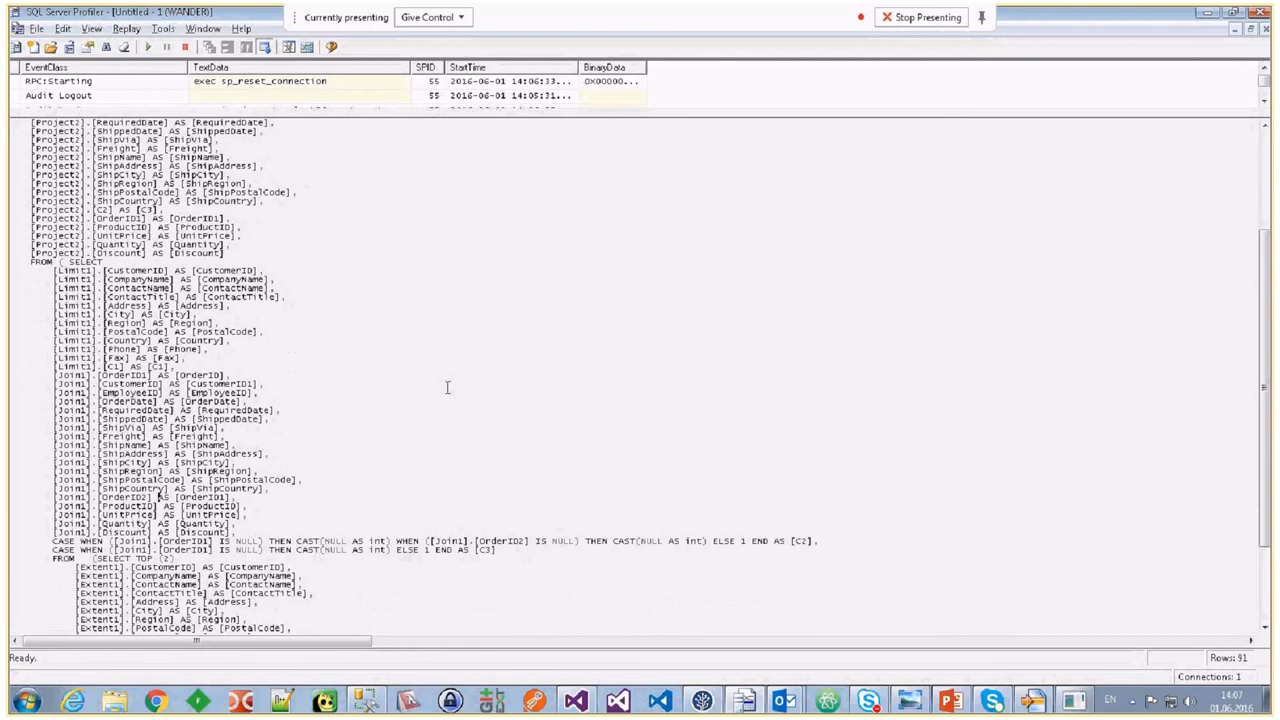 SQL Server Profiler - [Untitled - 1 (WANDER)]
Currently presenting Give Control Stop Presenting
File Edit View Replay Tools Window Help
EventClass TextData SPID StartTime BinaryData
RPC:Starting exec sp_reset_connection 55 2016-06-01 14:06:33... 0X00000...
Audit Logout 55 2016-06-01 14:05:31...
[Project2].[RequiredDate] AS [RequiredDate],
[Project2].[ShippedDate] AS [ShippedDate],
[Project2].[ShipVia] AS [ShipVia],
[Project2].[Freight] AS [Freight],
[Project2].[ShipName] AS [ShipName],
[Project2].[ShipAddress] AS [ShipAddress],
[Project2].[ShipCity] AS [ShipCity],
[Project2].[ShipRegion] AS [ShipRegion],
[Project2].[ShipPostalCode] AS [ShipPostalCode],
[Project2].[ShipCountry] AS [ShipCountry],
[Project2].[C2] AS [C3],
[Project2].[OrderID1] AS [OrderID1],
[Project2].[ProductID] AS [ProductID],
[Project2].[UnitPrice] AS [UnitPrice],
[Project2].[Quantity] AS [Quantity],
[Project2].[Discount] AS [Discount]
FROM ( SELECT
[Limit1].[CustomerID] AS [CustomerID],
[Limit1].[CompanyName] AS [CompanyName],
[Limit1].[ContactName] AS [ContactName],
[Limit1].[ContactTitle] AS [ContactTitle],
[Limit1].[Address] AS [Address],
[Limit1].[City] AS [City],
[Limit1].[Region] AS [Region],
[Limit1].[PostalCode] AS [PostalCode],
[Limit1].[Country] AS [Country],
[Limit1].[Phone] AS [Phone],
[Limit1].[Fax] AS [Fax],
[Limit1].[C1] AS [C1],
[Join1].[OrderID1] AS [OrderID],
[Join1].[CustomerID] AS [CustomerID1],
[Join1].[EmployeeID] AS [EmployeeID],
[Join1].[OrderDate] AS [OrderDate],
[Join1].[RequiredDate] AS [RequiredDate],
[Join1].[ShippedDate] AS [ShippedDate],
[Join1].[ShipVia] AS [ShipVia],
[Join1].[Freight] AS [Freight],
[Join1].[ShipName] AS [ShipName],
[Join1].[ShipAddress] AS [ShipAddress],
[Join1].[ShipCity] AS [ShipCity],
[Join1].[ShipRegion] AS [ShipRegion],
[Join1].[ShipPostalCode] AS [ShipPostalCode],
[Join1].[ShipCountry] AS [ShipCountry],
[Join1].[OrderID2] AS [OrderID1],
[Join1].[ProductID] AS [ProductID],
[Join1].[UnitPrice] AS [UnitPrice],
[Join1].[Quantity] AS [Quantity],
[Join1].[Discount] AS [Discount],
CASE WHEN ([Join1].[OrderID1] IS NULL) THEN CAST(NULL AS int) WHEN ([Join1].[OrderID2] IS NULL) THEN CAST(NULL AS int) ELSE 1 END AS [C2],
CASE WHEN ([Join1].[OrderID1] IS NULL) THEN CAST(NULL AS int) ELSE 1 END AS [C3]
FROM (SELECT TOP (2)
[Extent1].[CustomerID] AS [CustomerID],
[Extent1].[CompanyName] AS [CompanyName],
[Extent1].[ContactName] AS [ContactName],
[Extent1].[ContactTitle] AS [ContactTitle],
[Extent1].[Address] AS [Address],
[Extent1].[City] AS [City],
[Extent1].[Region] AS [Region],
[Extent1].[PostalCode] AS [PostalCode],
Ready. Rows: 91
Connections: 1
EN 14:07
01.06.2016